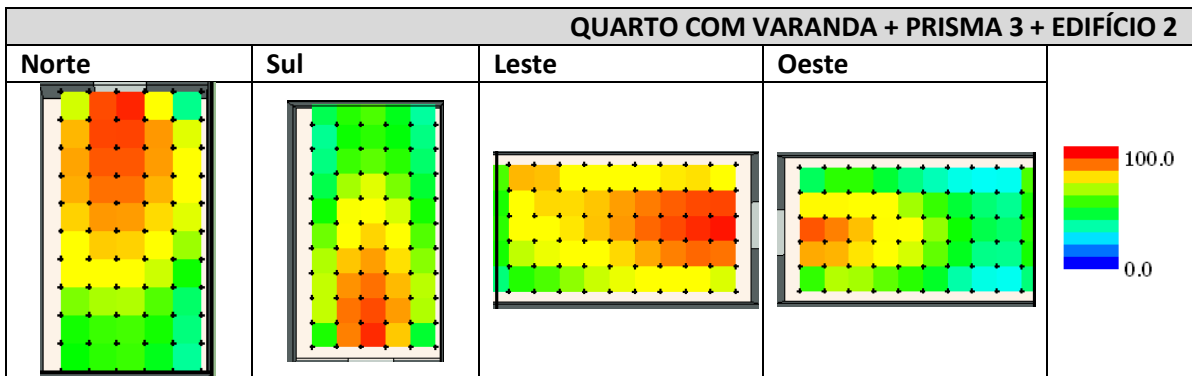 QUARTO COM VARANDA + PRISMA 3 + EDIFÍCIO 2
Norte Sul Leste Oeste
100.0
0.0